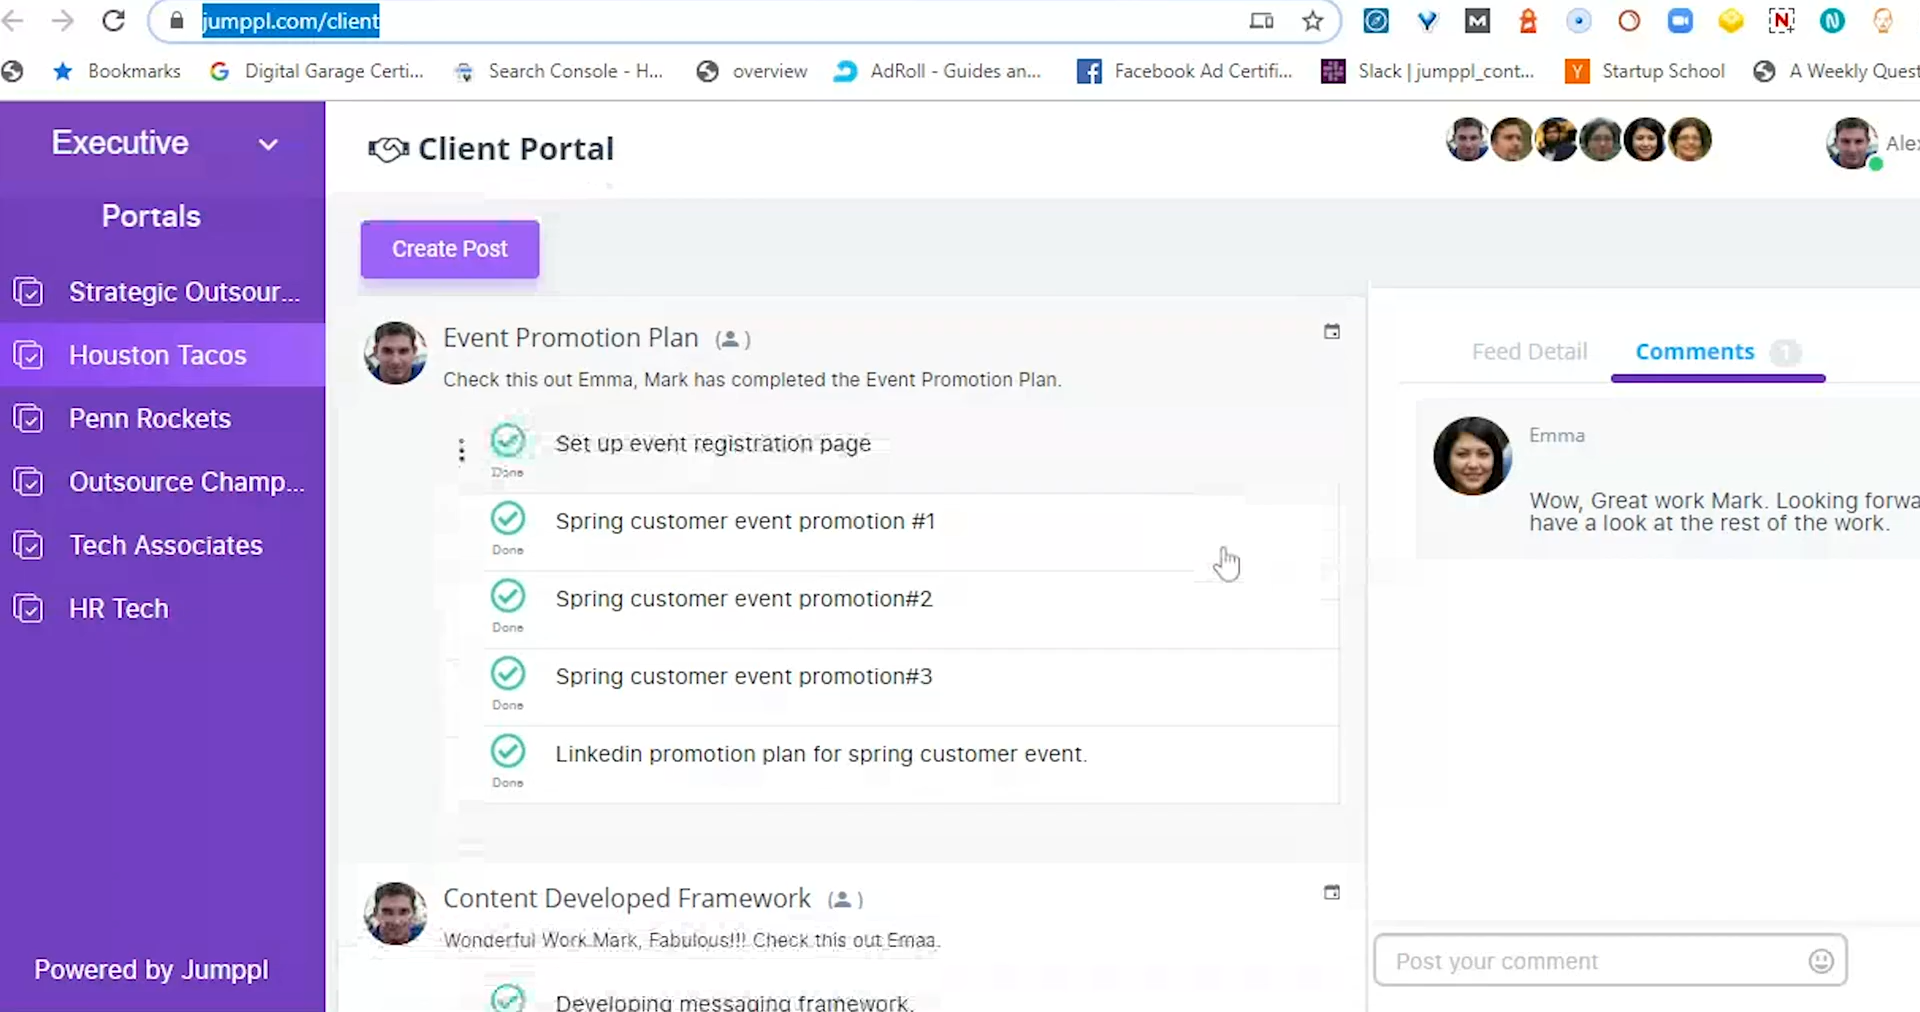 jumppl.com/client
Bookmarks
Digital Garage Certi...
Search Console - H...
overview
AdRoll - Guides an...
Facebook Ad Certifi...
Slack | jumppl_cont...
Startup School
A Weekly Quest
Executive
Client Portal
Alex
Portals
Create Post
Strategic Outsour...
Houston Tacos
Penn Rockets
Outsource Champ...
Tech Associates
HR Tech
Powered by Jumppl
Event Promotion Plan
Check this out Emma, Mark has completed the Event Promotion Plan.
Set up event registration page
Done
Spring customer event promotion #1
Done
Spring customer event promotion#2
Done
Spring customer event promotion#3
Done
Linkedin promotion plan for spring customer event.
Done
Content Developed Framework
Wonderful Work Mark, Fabulous!!! Check this out Emaa.
Developing messaging framework.
Feed Detail
Comments 1
Emma
Wow, Great work Mark. Looking forwa
have a look at the rest of the work.
Post your comment